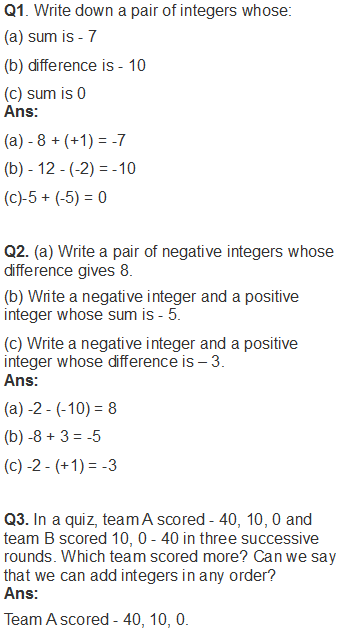 Q1. Write down a pair of integers whose:
(a) sum is - 7
(b) difference is - 10
(c) sum is 0
Ans:
(a) - 8 + (+1) = -7
(b) - 12 - (-2) = -10
(c)-5 + (-5) = 0
Q2. (a) Write a pair of negative integers whose
difference gives 8.
(b) Write a negative integer and a positive
integer whose sum is - 5.
(c) Write a negative integer and a positive
integer whose difference is – 3.
Ans:
(a) -2 - (-10) = 8
(b) -8 + 3 = -5
(c) -2 - (+1) = -3
Q3. In a quiz, team A scored - 40, 10, 0 and
team B scored 10, 0 - 40 in three successive
rounds. Which team scored more? Can we say
that we can add integers in any order?
Ans:
Team A scored - 40, 10, 0.